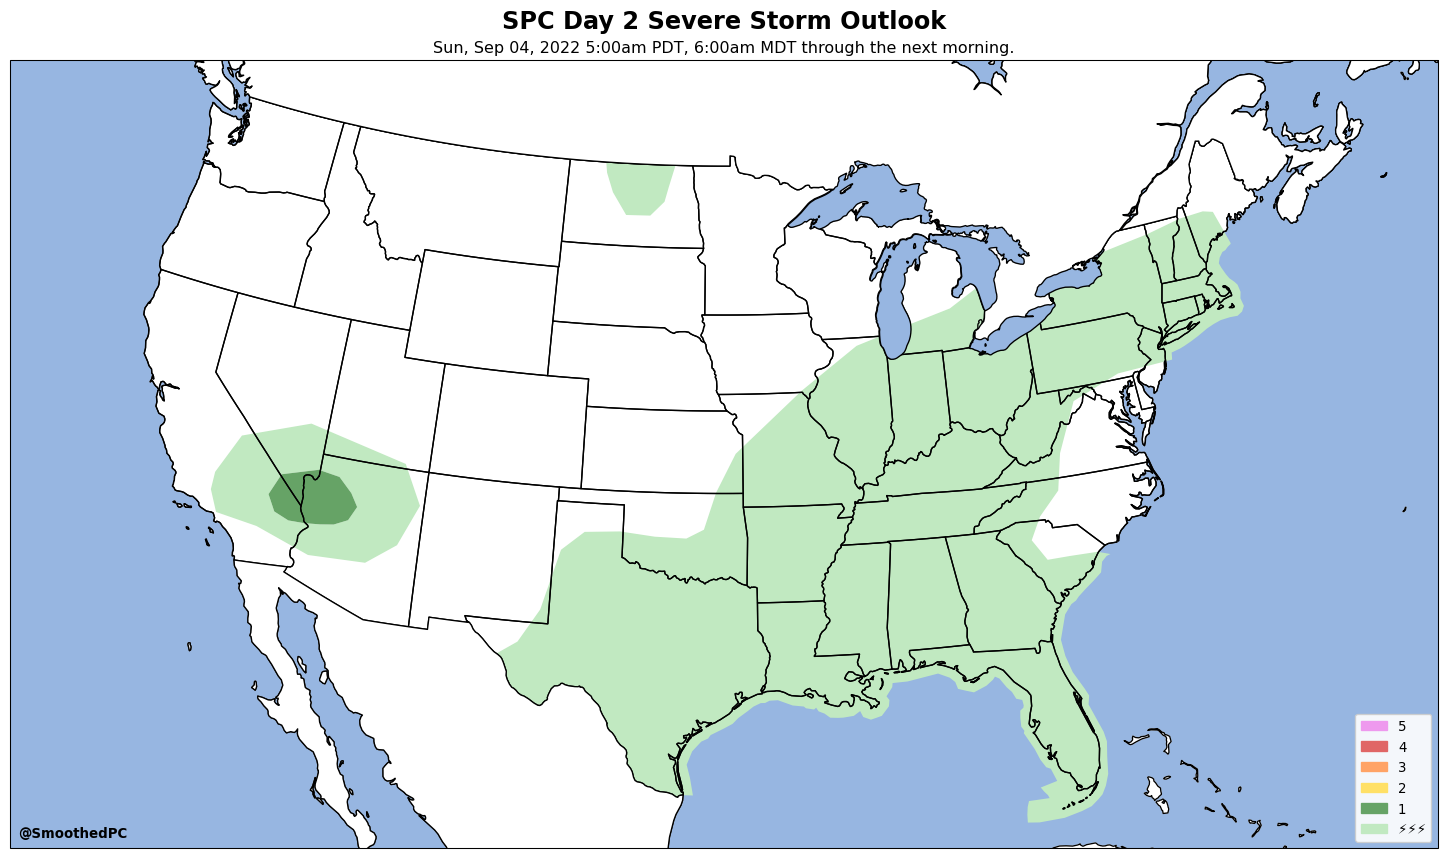 SPC Day 2 Severe Storm Outlook
Sun, Sep 04, 2022 5:00am PDT, 6:00am MDT through the next morning.
5
4
3
2
1
⚡⚡⚡
@SmoothedPC